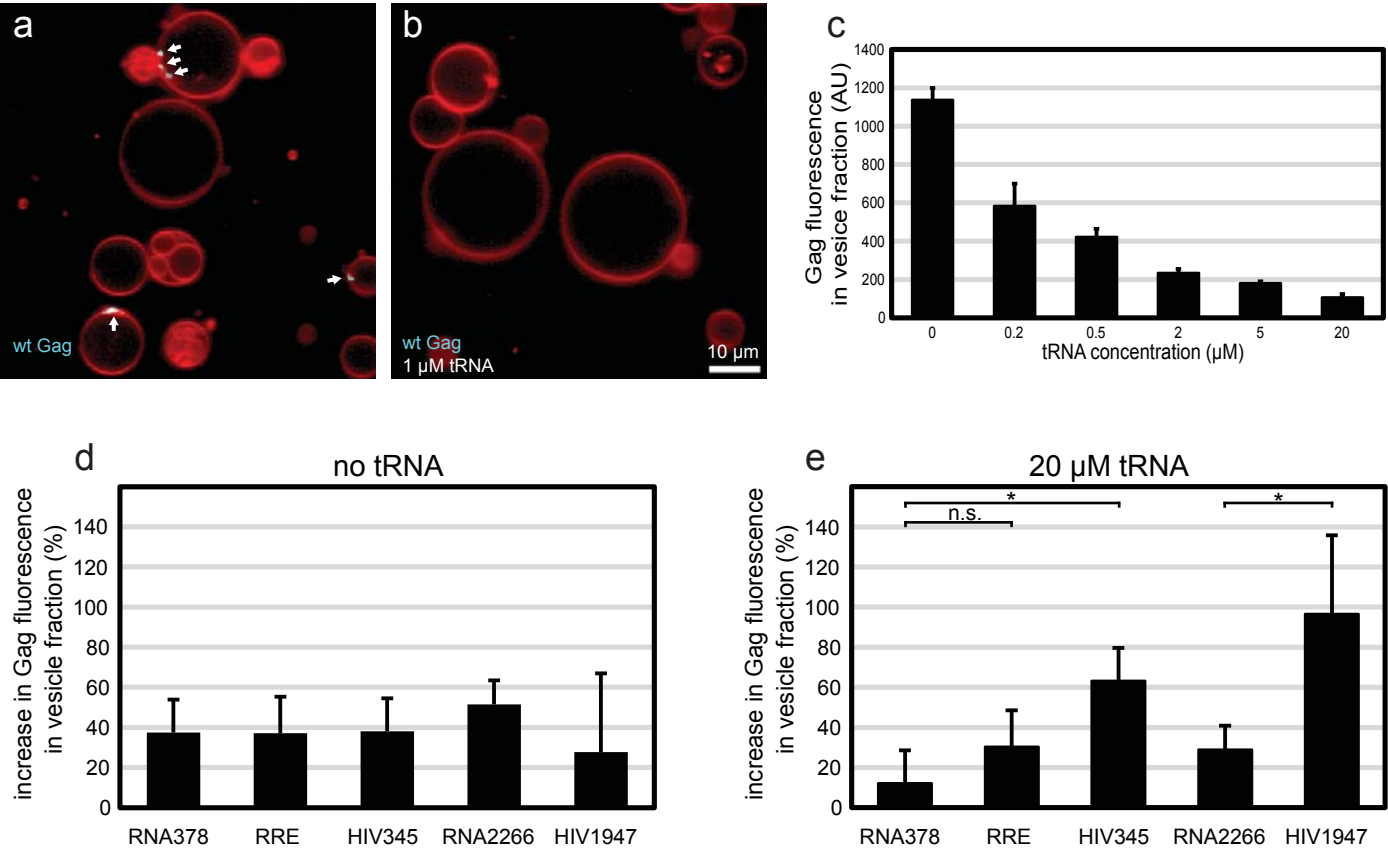 a
wt Gag
b
wt Gag
1 µM tRNA
10 µm
c
Gag fluorescence
in vesice fraction (AU)
1400
1200
1000
800
600
400
200
0
0 0.2 0.5 2 5 20
tRNA concentration (µM)
d
no tRNA
increase in Gag fluorescence
in vesicle fraction (%)
140
120
100
80
60
40
20
0
RNA378 RRE HIV345 RNA2266 HIV1947
e
20 µM tRNA
increase in Gag fluorescence
in vesicle fraction (%)
140
120
100
80
60
40
20
0
* *
n.s.
RNA378 RRE HIV345 RNA2266 HIV1947